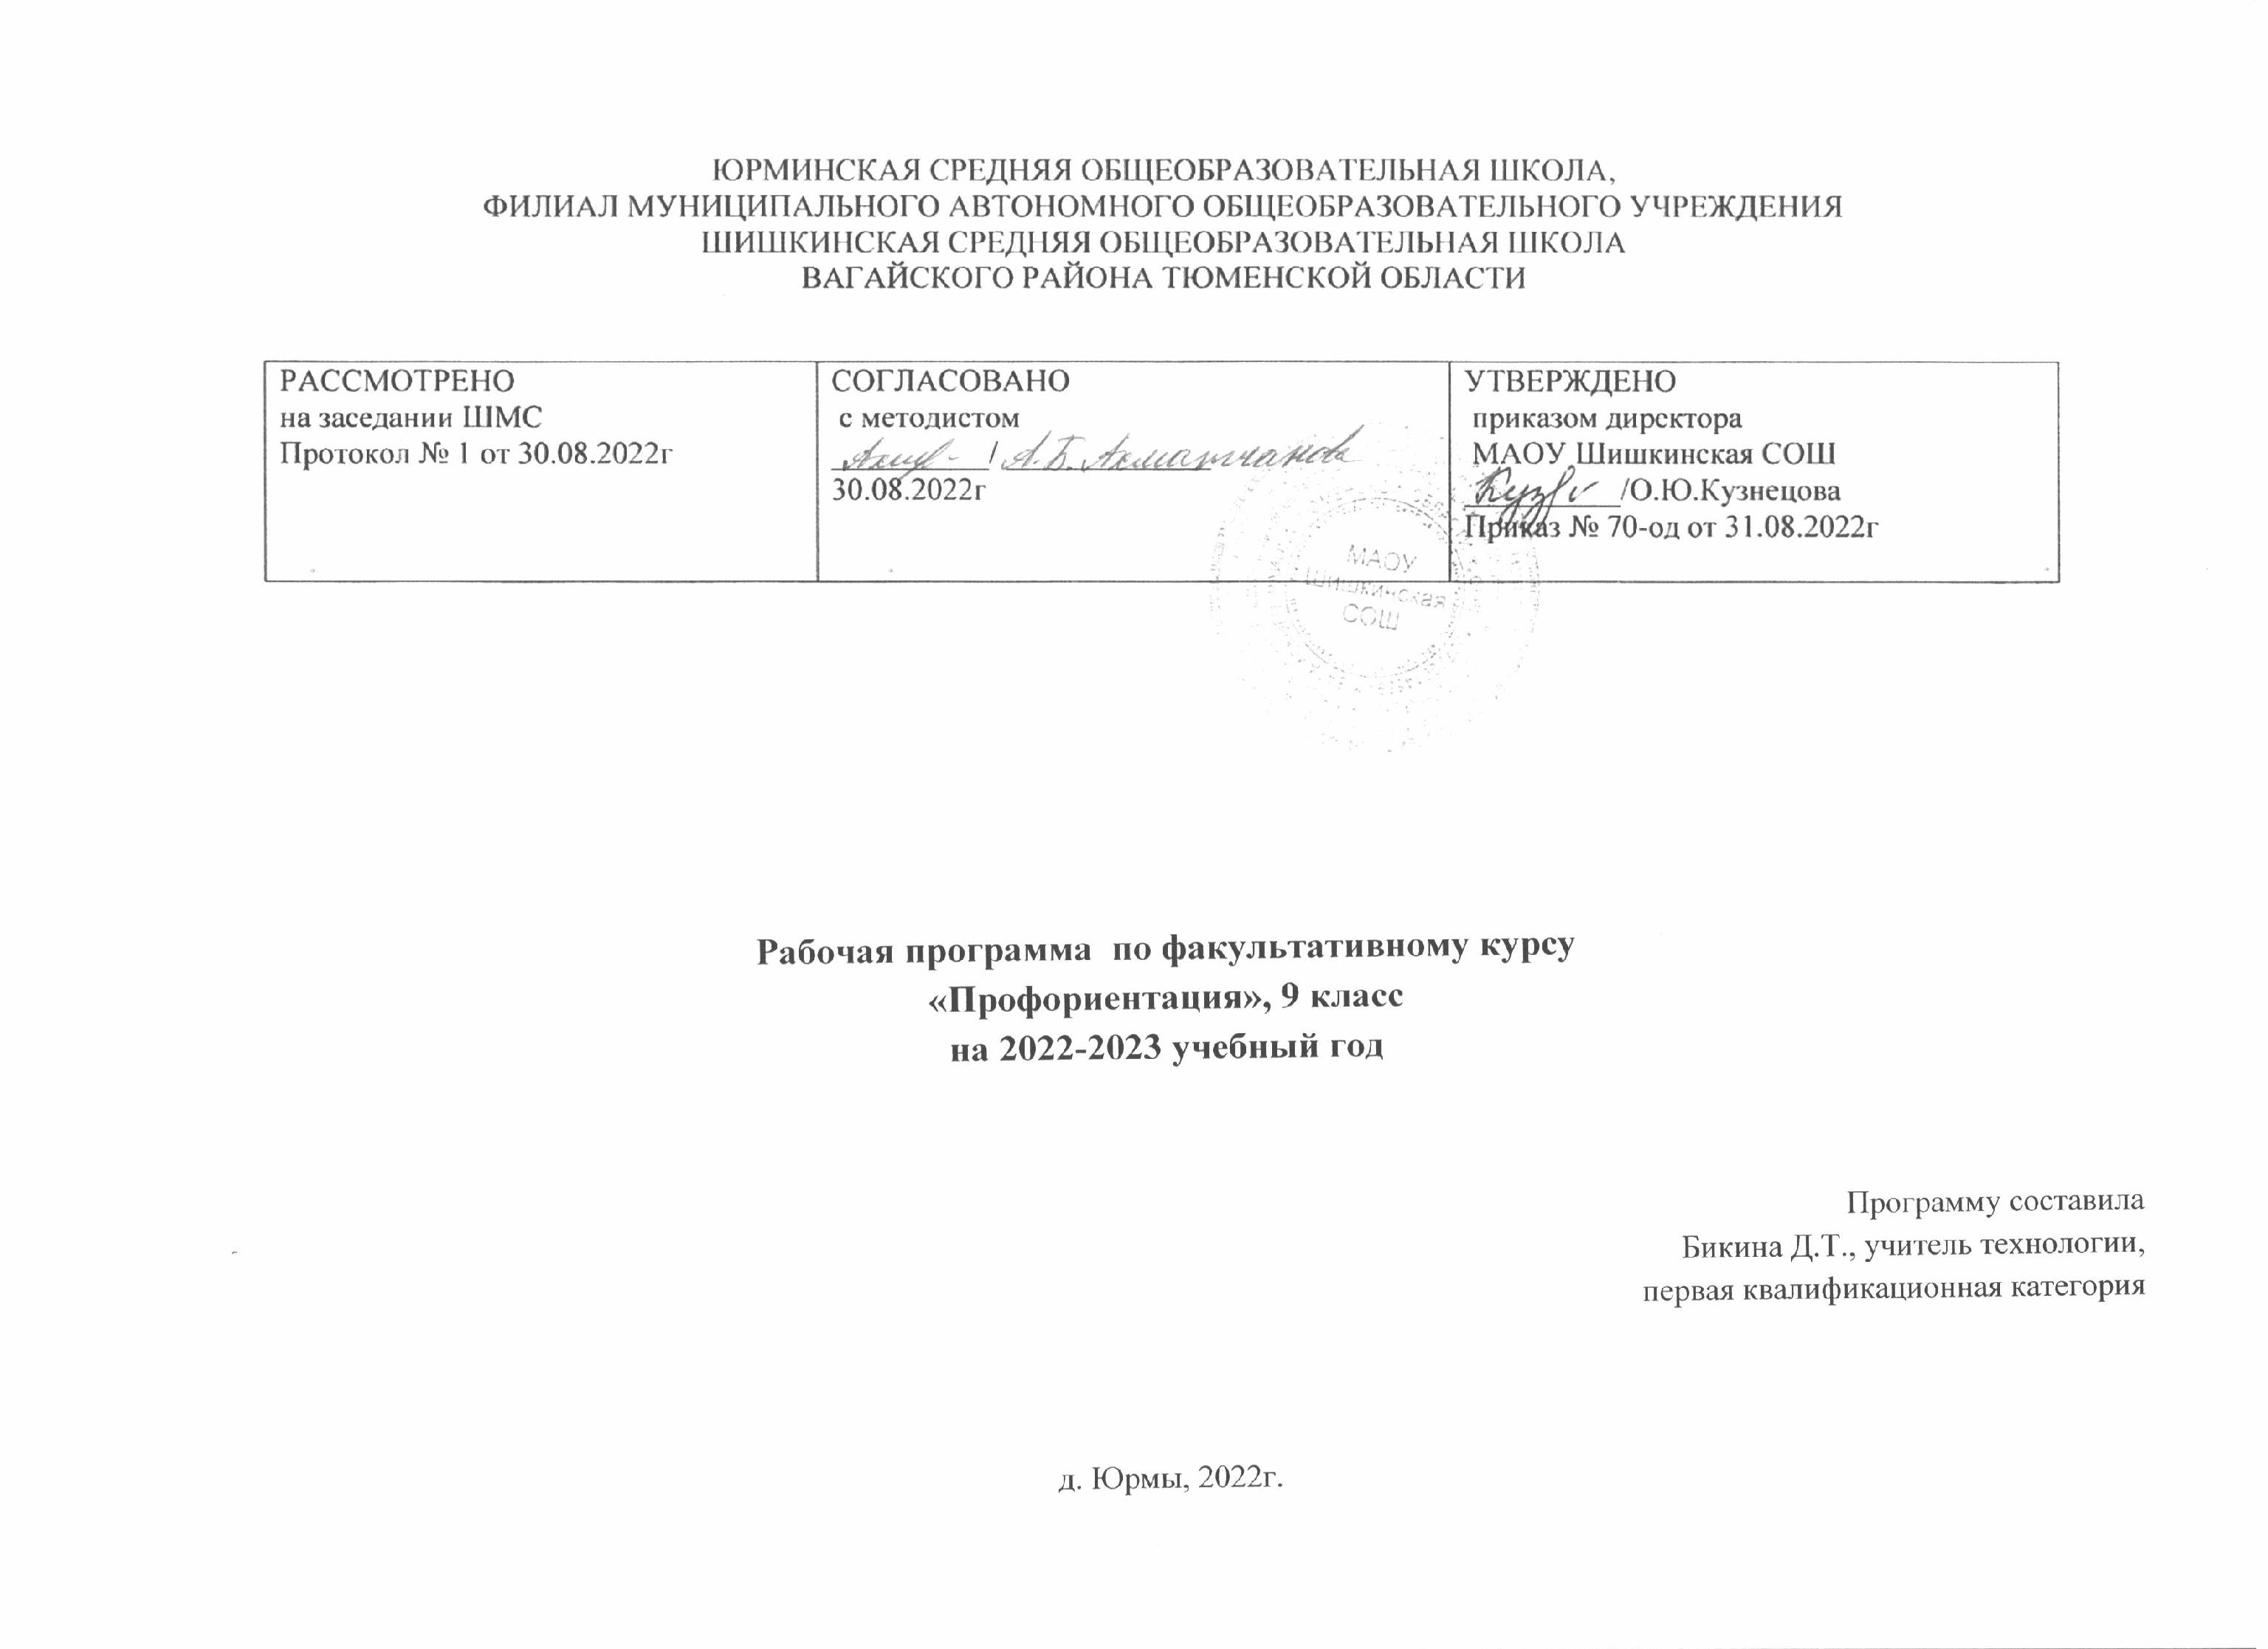 ЮРМИНСКАЯ СРЕДНЯЯ ОБЩЕОБРАЗОВАТЕЛЬНАЯ ШКОЛА,
ФИЛИАЛ МУНИЦИПАЛЬНОГО АВТОНОМНОГО ОБЩЕОБРАЗОВАТЕЛЬНОГО УЧРЕЖДЕНИЯ
ШИШКИНСКАЯ СРЕДНЯЯ ОБЩЕОБРАЗОВАТЕЛЬНАЯ ШКОЛА
ВАГАЙСКОГО РАЙОНА ТЮМЕНСКОЙ ОБЛАСТИ
РАССМОТРЕНО
на заседании ШМС
Протокол № 1 от 30.08.2022г
СОГЛАСОВАНО
с методистом
/ А.Б. Ахматчанова
30.08.2022г
УТВЕРЖДЕНО
приказом директора
МАОУ Шишкинская СОШ
/О.Ю.Кузнецова
Приказ № 70-од от 31.08.2022г
МАОУ
Шишкинская
СОШ
Рабочая программа по факультативному курсу
«Профориентация», 9 класс
на 2022-2023 учебный год
Программу составила
Бикина Д.Т., учитель технологии,
первая квалификационная категория
д. Юрмы, 2022г.